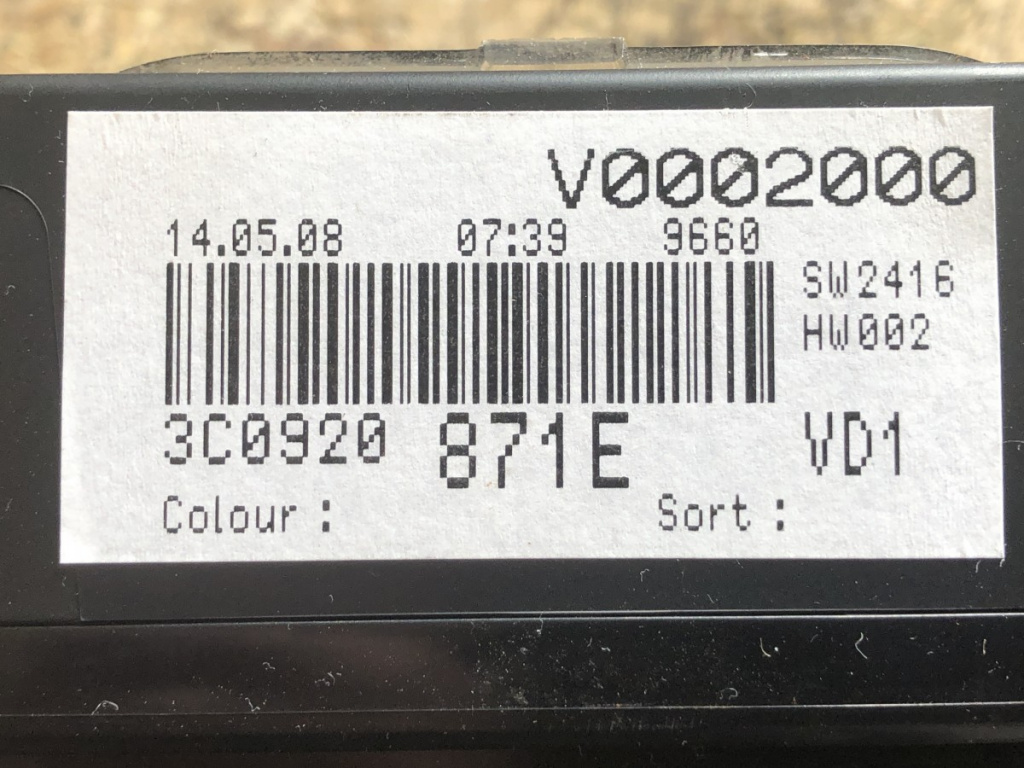 V0002000
14.05.08 07:39 9660
SW2416
HW002
3C0920 871E VD1
Colour : Sort :